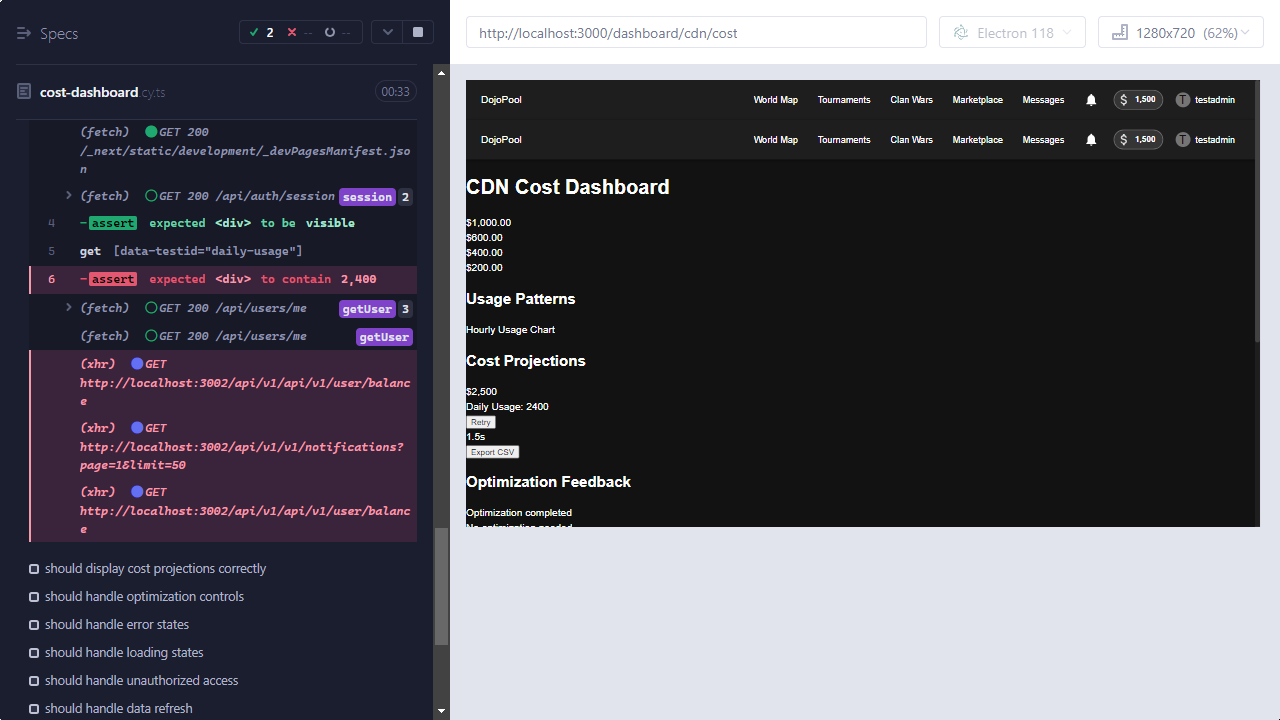 Specs
2
--
--
cost-dashboard.cy.ts
00:33
(fetch) GET 200
/_next/static/development/_devPagesManifest.jso
n
(fetch) GET 200 /api/auth/session session 2
4 -assert expected <div> to be visible
5 get [data-testid="daily-usage"]
6 -assert expected <div> to contain 2,400
(fetch) GET 200 /api/users/me getUser 3
(fetch) GET 200 /api/users/me getUser
(xhr) GET
http://localhost:3002/api/v1/api/v1/user/balanc
e
(xhr) GET
http://localhost:3002/api/v1/v1/notifications?
page=1&limit=50
(xhr) GET
http://localhost:3002/api/v1/api/v1/user/balanc
e
should display cost projections correctly
should handle optimization controls
should handle error states
should handle loading states
should handle unauthorized access
should handle data refresh
http://localhost:3000/dashboard/cdn/cost
Electron 118
1280x720 (62%)
DojoPool World Map Tournaments Clan Wars Marketplace Messages $ 1,500 T testadmin
DojoPool World Map Tournaments Clan Wars Marketplace Messages $ 1,500 T testadmin
CDN Cost Dashboard
$1,000.00
$600.00
$400.00
$200.00
Usage Patterns
Hourly Usage Chart
Cost Projections
$2,500
Daily Usage: 2400
Retry
1.5s
Export CSV
Optimization Feedback
Optimization completed
No optimization needed